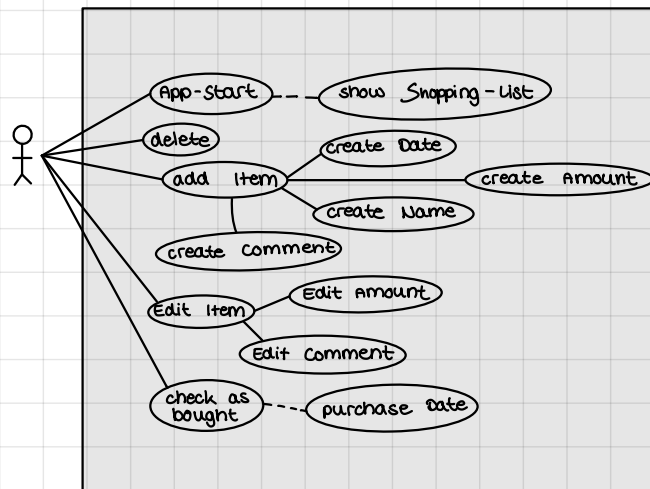 App-Start
show Shopping-List
delete
create Date
add Item
create Amount
create Name
create Comment
Edit Amount
Edit Item
Edit Comment
check as
bought
purchase Date